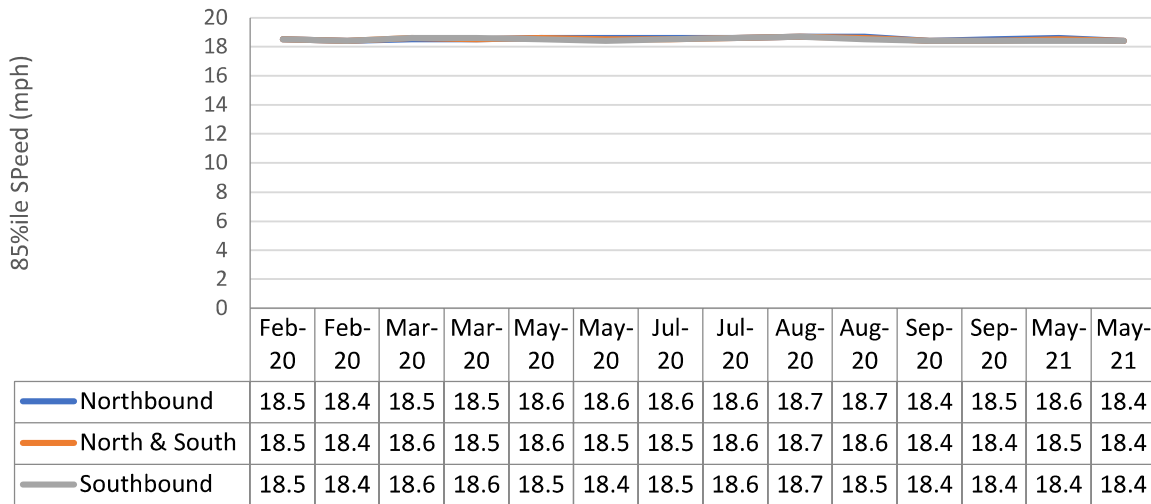 85%ile SPeed (mph)
20
18
16
14
12
10
8
6
4
2
0
Feb- Feb- Mar- Mar- May- May- Jul- Jul- Aug- Aug- Sep- Sep- May- May-
20 20 20 20 20 20 20 20 20 20 20 20 21 21
Northbound 18.5 18.4 18.5 18.5 18.6 18.6 18.6 18.6 18.7 18.7 18.4 18.5 18.6 18.4
North & South 18.5 18.4 18.6 18.5 18.6 18.5 18.5 18.6 18.7 18.6 18.4 18.4 18.5 18.4
Southbound 18.5 18.4 18.6 18.6 18.5 18.4 18.5 18.6 18.7 18.5 18.4 18.4 18.4 18.4